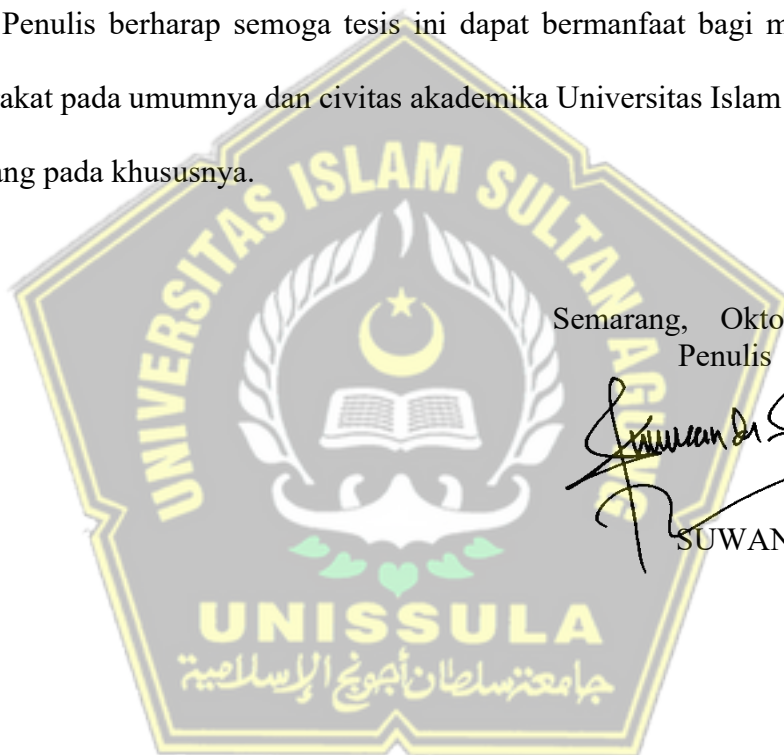 Penulis berharap semoga tesis ini dapat bermanfaat bagi m
akat pada umumnya dan civitas akademika Universitas Islam
ang pada khususnya.
UNIVERSITAS ISLAM SULTAN AGUNG
Semarang, Okto
Penulis
SUWAN
UNISSULA
جامعة سلطان أجونج الإسلامية